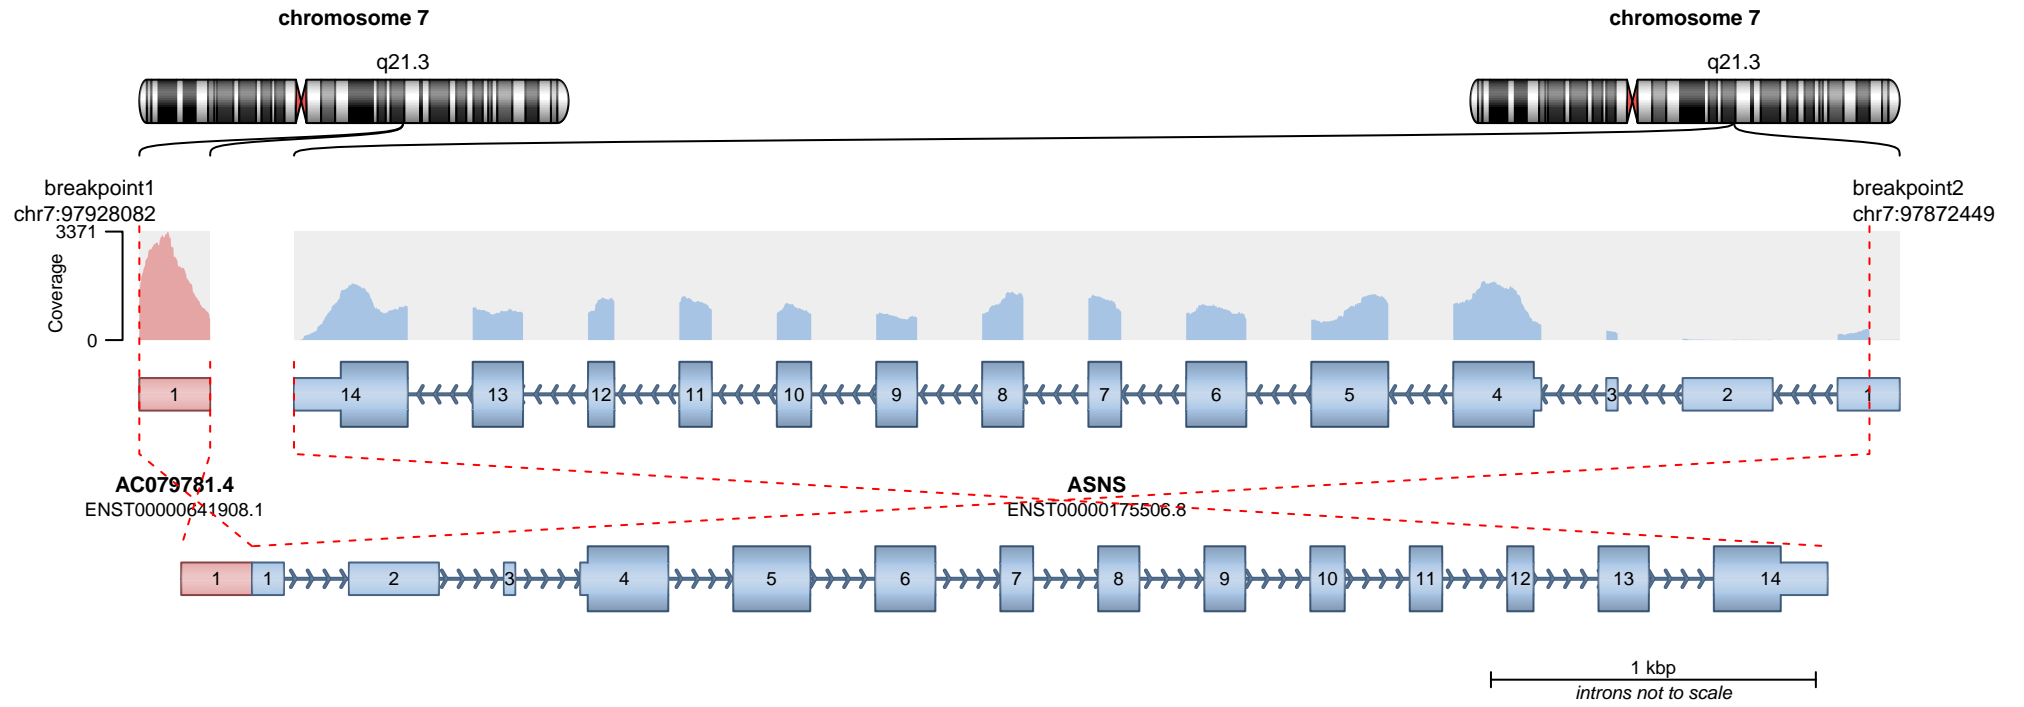 chromosome 7 chromosome 7
q21.3 q21.3
breakpoint1 breakpoint2
chr7:97928082 chr7:97872449
3371
Coverage
0
1 14 13 12 11 10 9 8 7 6 5 4 3 2 1
AC079781.4 ASNS
ENST00000641908.1 ENST00000175506.8
1 1 2 3 4 5 6 7 8 9 10 11 12 13 14
1 kbp
introns not to scale